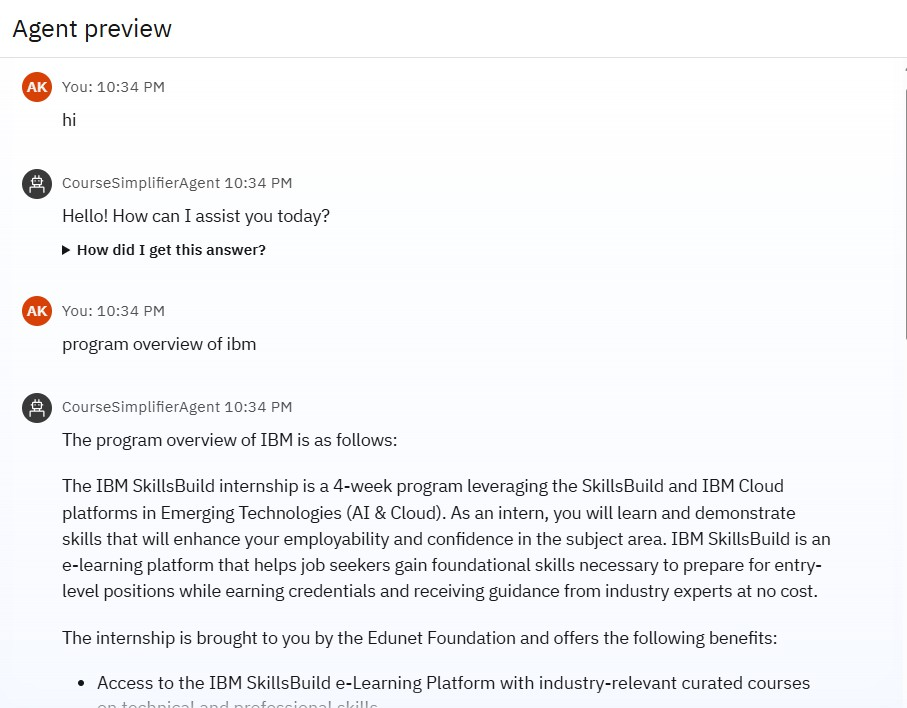 Agent preview
AK You: 10:34 PM
hi
CourseSimplifierAgent 10:34 PM
Hello! How can I assist you today?
▶ How did I get this answer?
AK You: 10:34 PM
program overview of ibm
CourseSimplifierAgent 10:34 PM
The program overview of IBM is as follows:
The IBM SkillsBuild internship is a 4-week program leveraging the SkillsBuild and IBM Cloud
platforms in Emerging Technologies (AI & Cloud). As an intern, you will learn and demonstrate
skills that will enhance your employability and confidence in the subject area. IBM SkillsBuild is an
e-learning platform that helps job seekers gain foundational skills necessary to prepare for entry-
level positions while earning credentials and receiving guidance from industry experts at no cost.
The internship is brought to you by the Edunet Foundation and offers the following benefits:
• Access to the IBM SkillsBuild e-Learning Platform with industry-relevant curated courses
on technical and professional skills